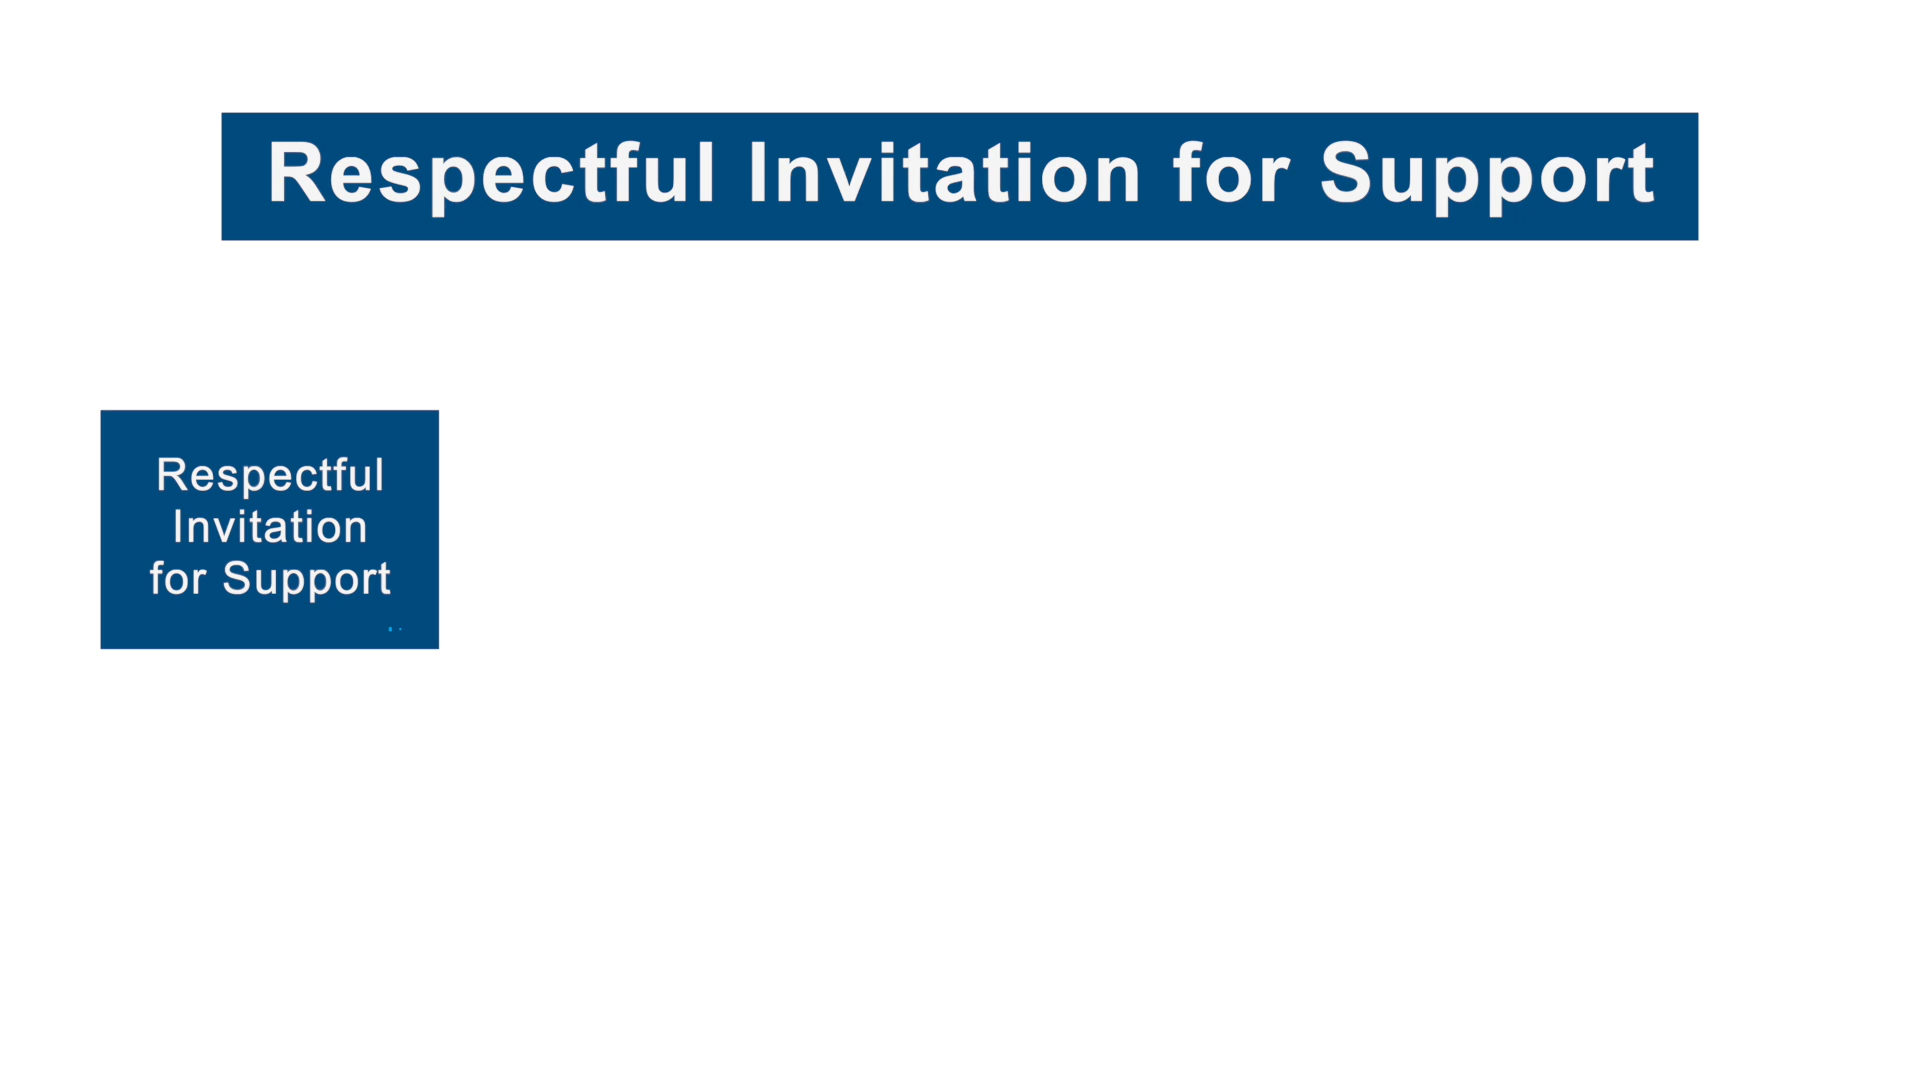 Respectful Invitation for Support
Respectful
Invitation
for Support